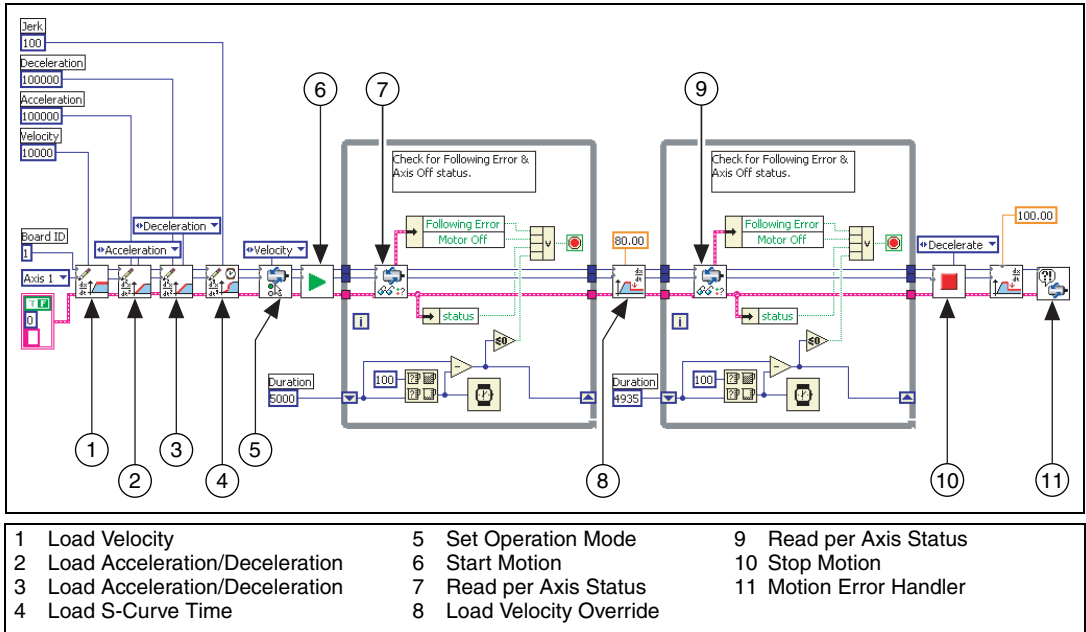 Jerk
100
Deceleration
100000
Acceleration
100000
Velocity
10000
Board ID
1
Axis 1
T F
0
Acceleration
Deceleration
Velocity
6
7
9
Check for Following Error &
Axis Off status.
Following Error
Motor Off
status
i
≤0
Duration
5000
100
80.00
Check for Following Error &
Axis Off status.
Following Error
Motor Off
status
i
≤0
Duration
4935
100
Decelerate
100.00
1
2
3
4
5
8
10
11
1 Load Velocity
2 Load Acceleration/Deceleration
3 Load Acceleration/Deceleration
4 Load S-Curve Time
5 Set Operation Mode
6 Start Motion
7 Read per Axis Status
8 Load Velocity Override
9 Read per Axis Status
10 Stop Motion
11 Motion Error Handler